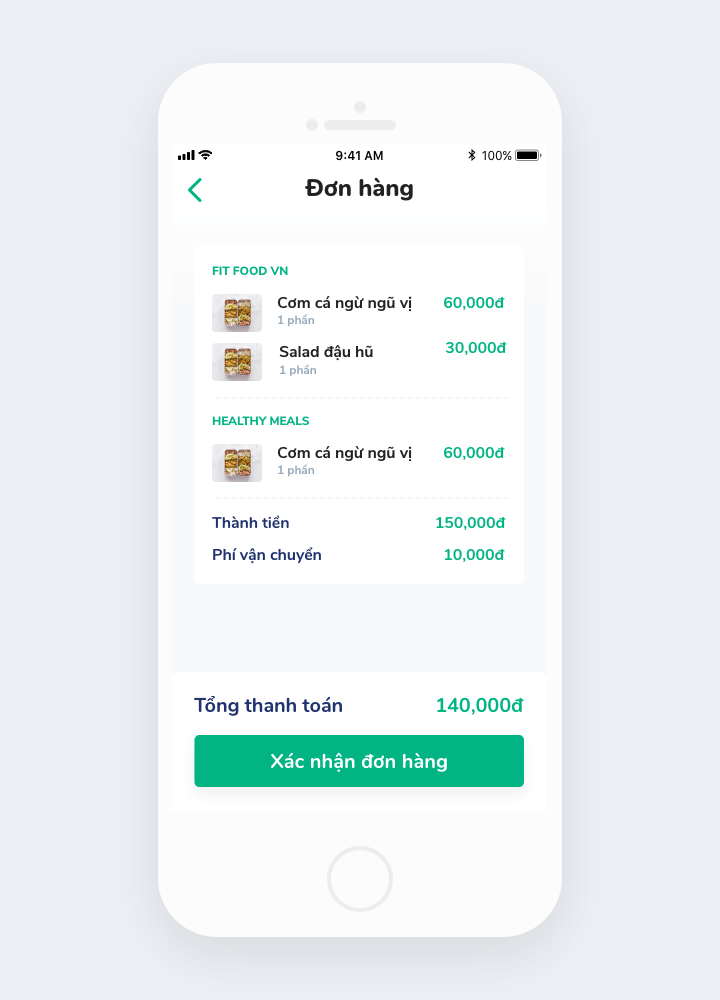 9:41 AM 100%
Đơn hàng
FIT FOOD VN
Cơm cá ngừ ngũ vị 60,000đ
1 phần
Salad đậu hũ 30,000đ
1 phần
HEALTHY MEALS
Cơm cá ngừ ngũ vị 60,000đ
1 phần
Thành tiền 150,000đ
Phí vận chuyển 10,000đ
Tổng thanh toán 140,000đ
Xác nhận đơn hàng